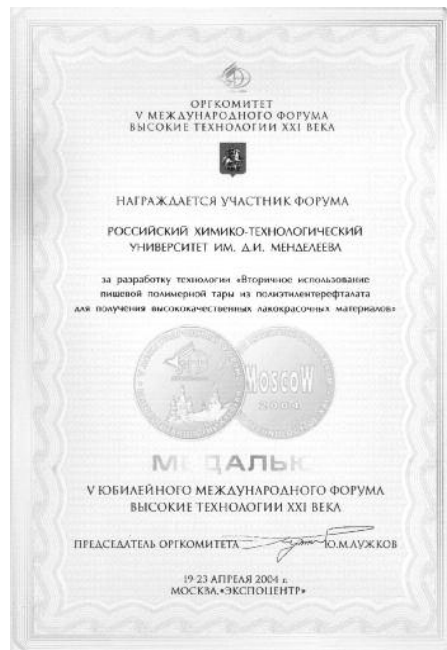 ОРГКОМИТЕТ
V МЕЖДУНАРОДНОГО ФОРУМА
ВЫСОКИЕ ТЕХНОЛОГИИ XXI ВЕКА
НАГРАЖДАЕТСЯ УЧАСТНИК ФОРУМА
РОССИЙСКИЙ ХИМИКО-ТЕХНОЛОГИЧЕСКИЙ
УНИВЕРСИТЕТ ИМ. Д.И. МЕНДЕЛЕЕВА
за разработку технологии «Вторичное использование
пищевой полимерной тары из полиэтилентерефталата
для получения высококачественных лакокрасочных материалов»
MOSCOW
2004
МЕДАЛЬЮ
V ЮБИЛЕЙНОГО МЕЖДУНАРОДНОГО ФОРУМА
ВЫСОКИЕ ТЕХНОЛОГИИ XXI ВЕКА
ПРЕДСЕДАТЕЛЬ ОРГКОМИТЕТА Ю.М.ЛУЖКОВ
19-23 АПРЕЛЯ 2004 г.
МОСКВА, «ЭКСПОЦЕНТР»